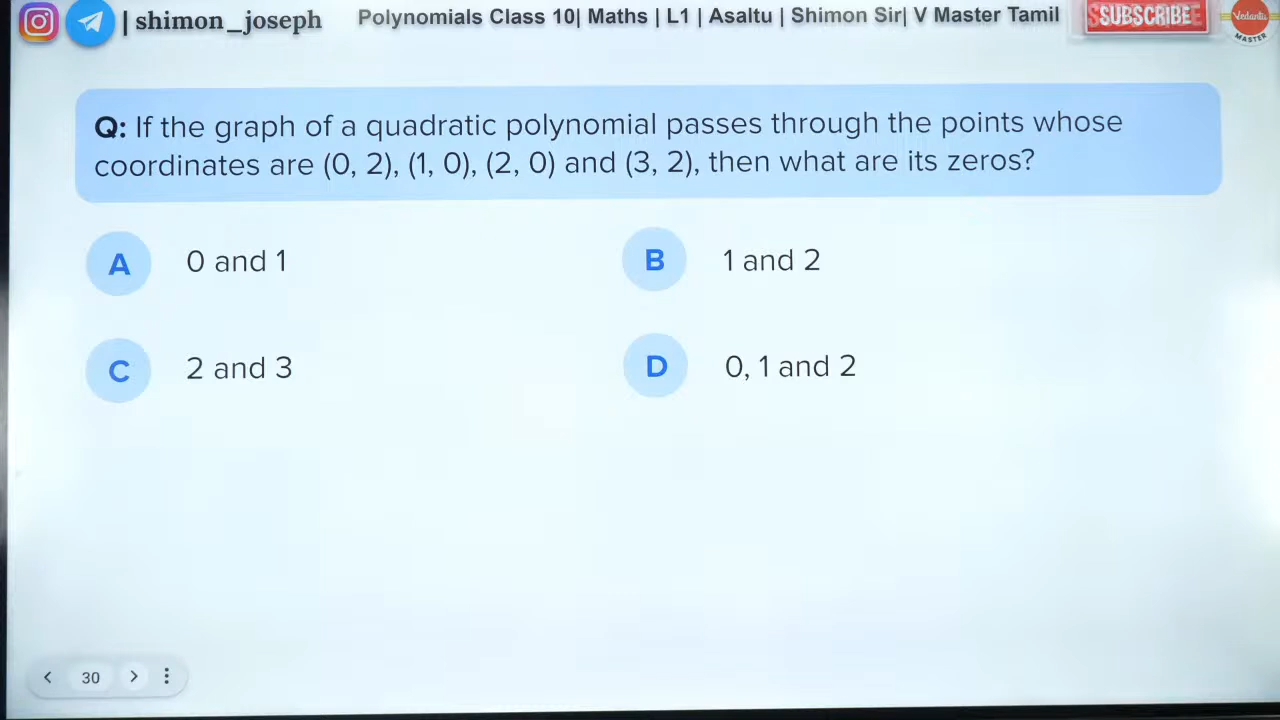 | shimon_joseph
Polynomials Class 10| Maths | L1 | Asaltu | Shimon Sir| V Master Tamil
SUBSCRIBE
Vedantu
MASTER
Q: If the graph of a quadratic polynomial passes through the points whose
coordinates are (0, 2), (1, 0), (2, 0) and (3, 2), then what are its zeros?
A 0 and 1
B 1 and 2
C 2 and 3
D 0, 1 and 2
30